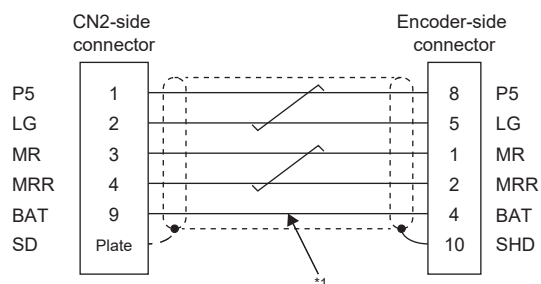 CN2-side connector
Encoder-side connector
P5 1 8 P5
LG 2 5 LG
MR 3 1 MR
MRR 4 2 MRR
BAT 9 4 BAT
SD Plate 10 SHD
*1